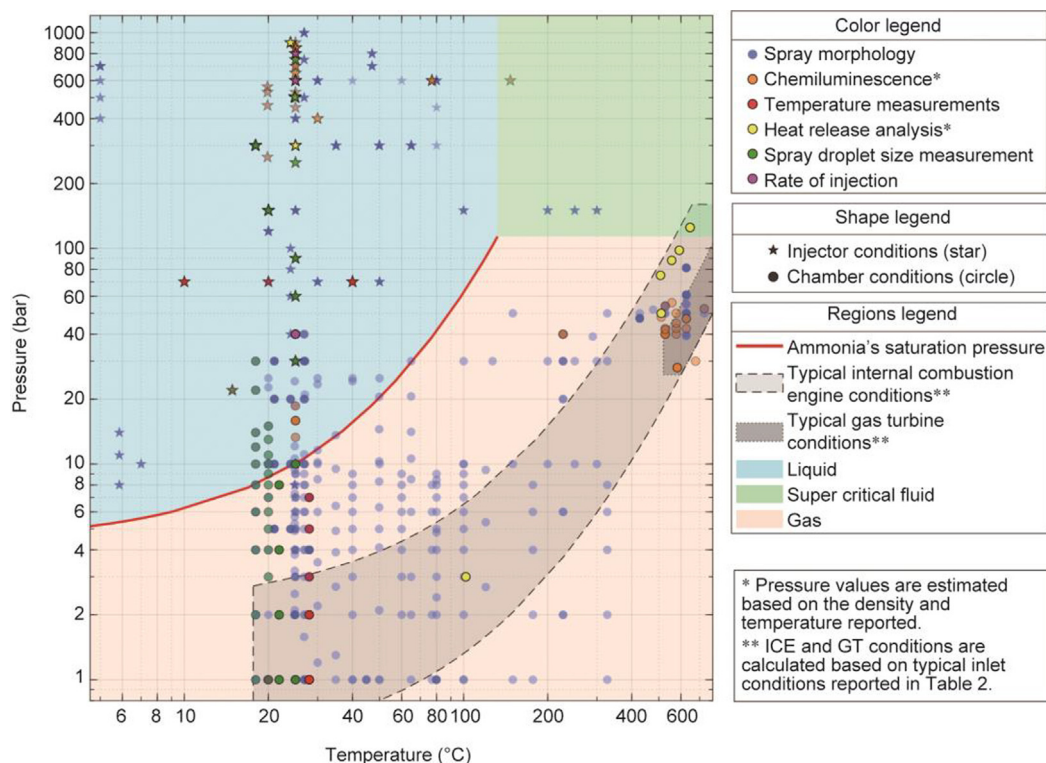 1000
800
600
400
200
100
80
60
40
20
10
8
6
4
2
1
Pressure (bar)
6 8 10 20 40 60 80 100 200 400 600
Temperature (°C)
Color legend
Spray morphology
Chemiluminescence*
Temperature measurements
Heat release analysis*
Spray droplet size measurement
Rate of injection
Shape legend
Injector conditions (star)
Chamber conditions (circle)
Regions legend
Ammonia's saturation pressure
Typical internal combustion
engine conditions**
Typical gas turbine
conditions**
Liquid
Super critical fluid
Gas
* Pressure values are estimated
based on the density and
temperature reported.
** ICE and GT conditions are
calculated based on typical inlet
conditions reported in Table 2.